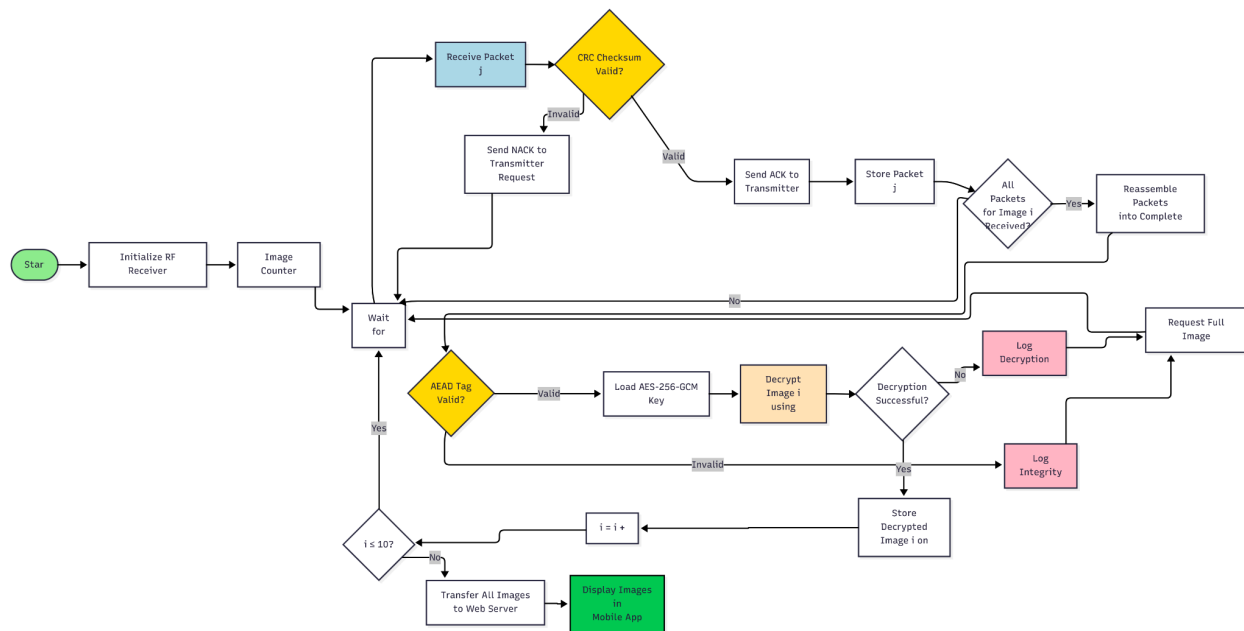 Receive Packet
j
CRC Checksum
Valid?
Invalid
Send NACK to
Transmitter
Request
Valid
Send ACK to
Transmitter
Store Packet
j
All
Packets
for Image i
Received?
Yes
Reassemble
Packets
into Complete
Star
Initialize RF
Receiver
Image
Counter
No
Wait
for
Request Full
Image
Log
Decryption
No
AEAD Tag
Valid?
Valid
Load AES-256-GCM
Key
Decrypt
Image i
using
Decryption
Successful?
Yes
Invalid
Yes
Log
Integrity
Store
Decrypted
Image i on
i = i +
i ≤ 10?
No
Transfer All Images
to Web Server
Display Images
in
Mobile App